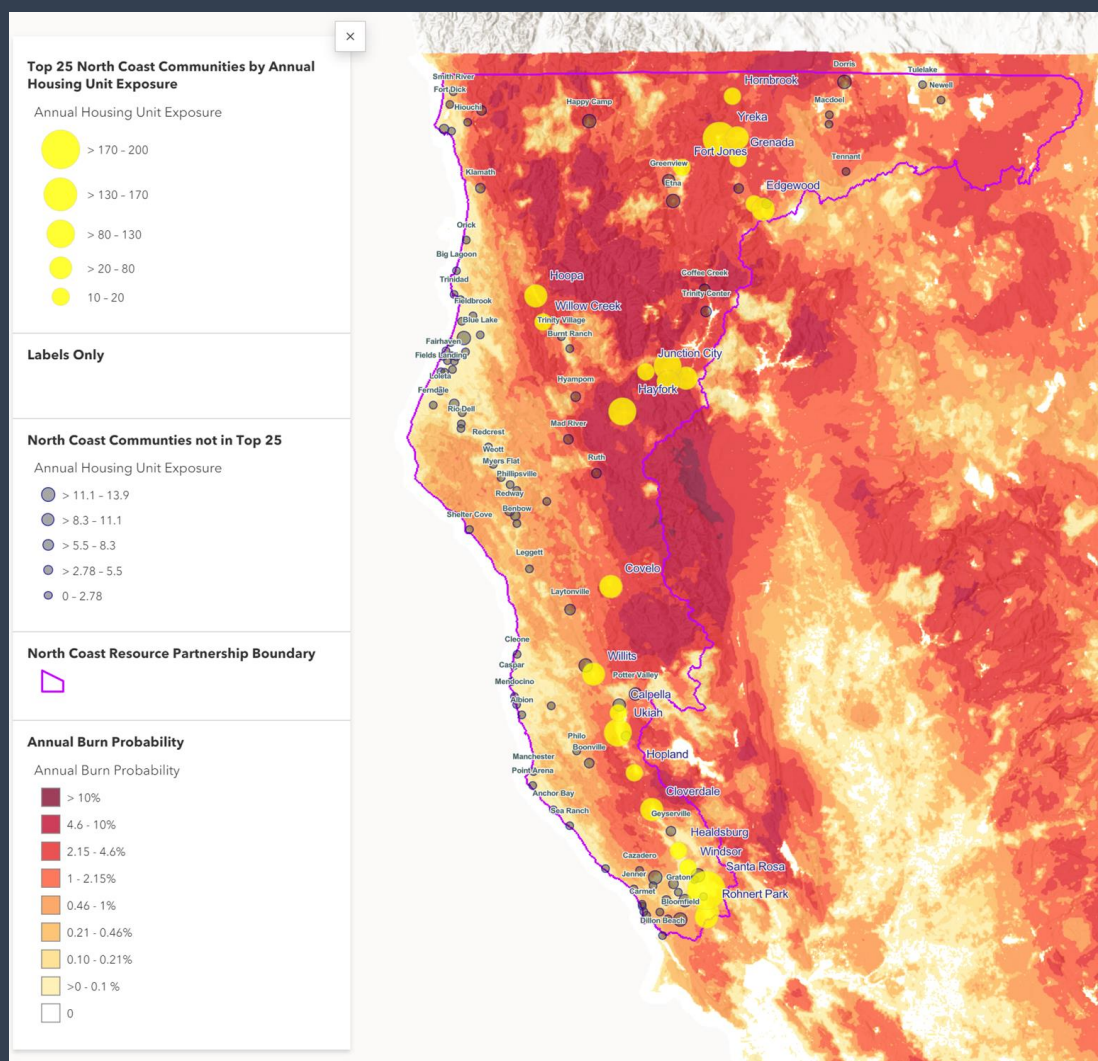 ×
Top 25 North Coast Communities by Annual
Housing Unit Exposure
Annual Housing Unit Exposure
> 170 - 200
> 130 - 170
> 80 - 130
> 20 - 80
10 - 20
Labels Only
North Coast Communties not in Top 25
Annual Housing Unit Exposure
> 11.1 - 13.9
> 8.3 - 11.1
> 5.5 - 8.3
> 2.78 - 5.5
0 - 2.78
North Coast Resource Partnership Boundary
Annual Burn Probability
Annual Burn Probability
> 10%
4.6 - 10%
2.15 - 4.6%
1 - 2.15%
0.46 - 1%
0.21 - 0.46%
0.10 - 0.21%
>0 - 0.1 %
0
Dorris
Tulelake
Smith River
Hornbrook
Newell
Fort Dick
Happy Camp
Macdoel
Hiouchi
Yreka
Grenada
Fort Jones
Tennant
Greenview
Klamath
Etna
Edgewood
Orick
Big Lagoon
Coffee Creek
Hoopa
Trinidad
Trinity Center
Fieldbrook
Willow Creek
Blue Lake
Trinity Village
Burnt Ranch
Fairhaven
Junction City
Fields Landing
Loleta
Hyampom
Hayfork
Ferndale
Rio Dell
Mad River
Redcrest
Weott
Ruth
Myers Flat
Phillipsville
Redway
Benbow
Shelter Cove
Leggett
Covelo
Laytonville
Cleone
Willits
Caspar
Potter Valley
Mendocino
Calpella
Albion
Ukiah
Philo
Boonville
Hopland
Manchester
Point Arena
Cloverdale
Anchor Bay
Geyserville
Sea Ranch
Healdsburg
Windsor
Cazadero
Santa Rosa
Jenner
Graton
Carmet
Rohnert Park
Bloomfield
Dillon Beach